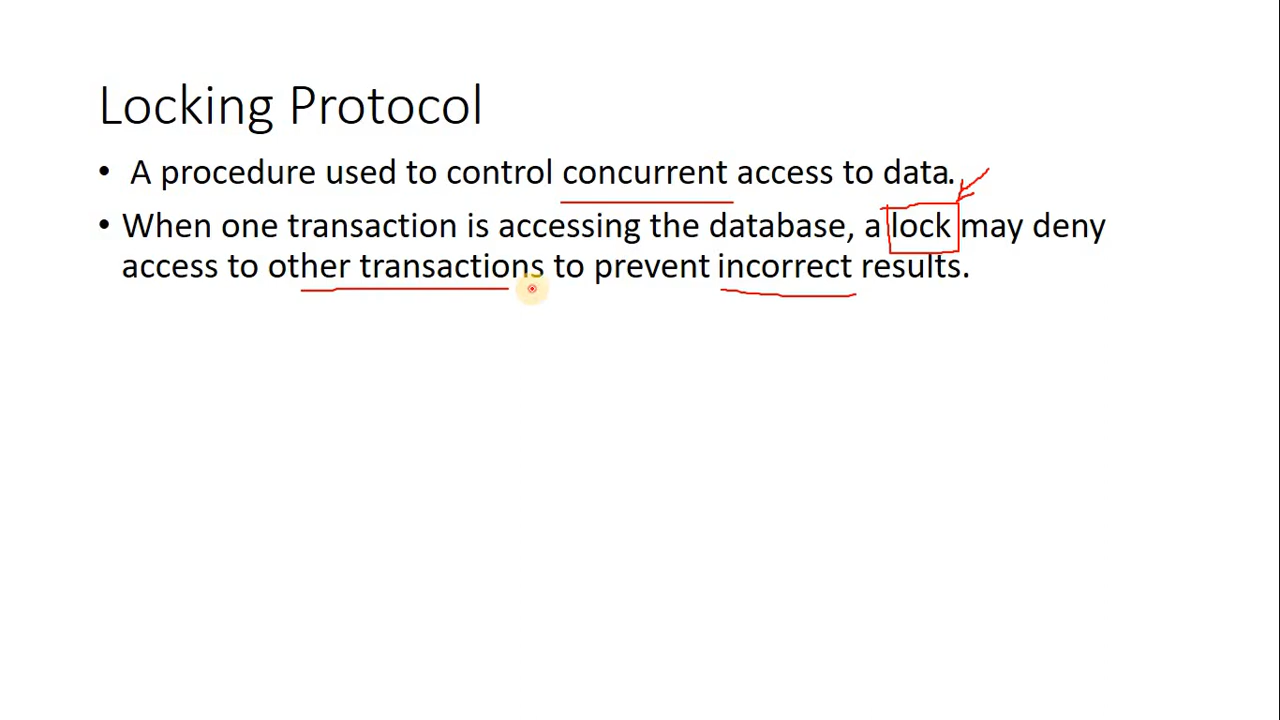 Locking Protocol
• A procedure used to control concurrent access to data.
• When one transaction is accessing the database, a lock may deny
access to other transactions to prevent incorrect results.